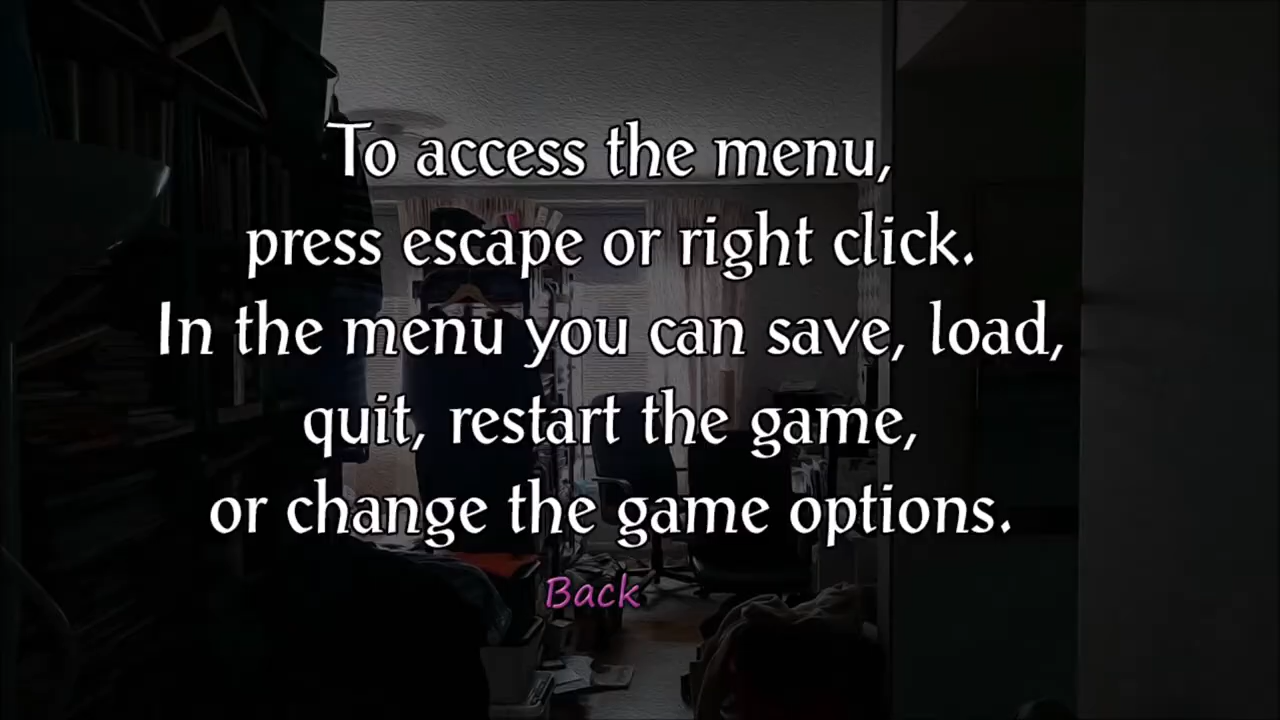 To access the menu,
press escape or right click.
In the menu you can save, load,
quit, restart the game,
or change the game options.
Back